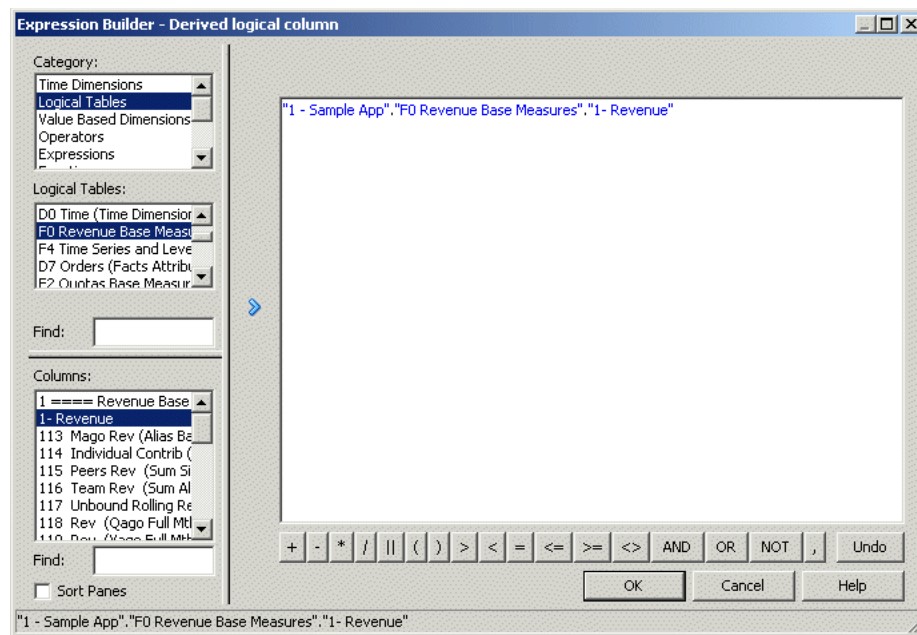 Expression Builder - Derived logical column
Category:
Time Dimensions
Logical Tables
Value Based Dimensions
Operators
Expressions
Logical Tables:
D0 Time (Time Dimension
F0 Revenue Base Measu
F4 Time Series and Leve
D7 Orders (Facts Attribu
F2 Quotas Base Measur
Find:
Columns:
1 ==== Revenue Base
1- Revenue
113 Mago Rev (Alias Ba
114 Individual Contrib (
115 Peers Rev (Sum Si
116 Team Rev (Sum Al
117 Unbound Rolling Re
118 Rev (Qago Full Mtl
Find:
Sort Panes
"1 - Sample App"."F0 Revenue Base Measures"."1- Revenue"
+ - * / || ( ) > < = <= >= <> AND OR NOT , Undo
OK Cancel Help
"1 - Sample App"."F0 Revenue Base Measures"."1- Revenue"